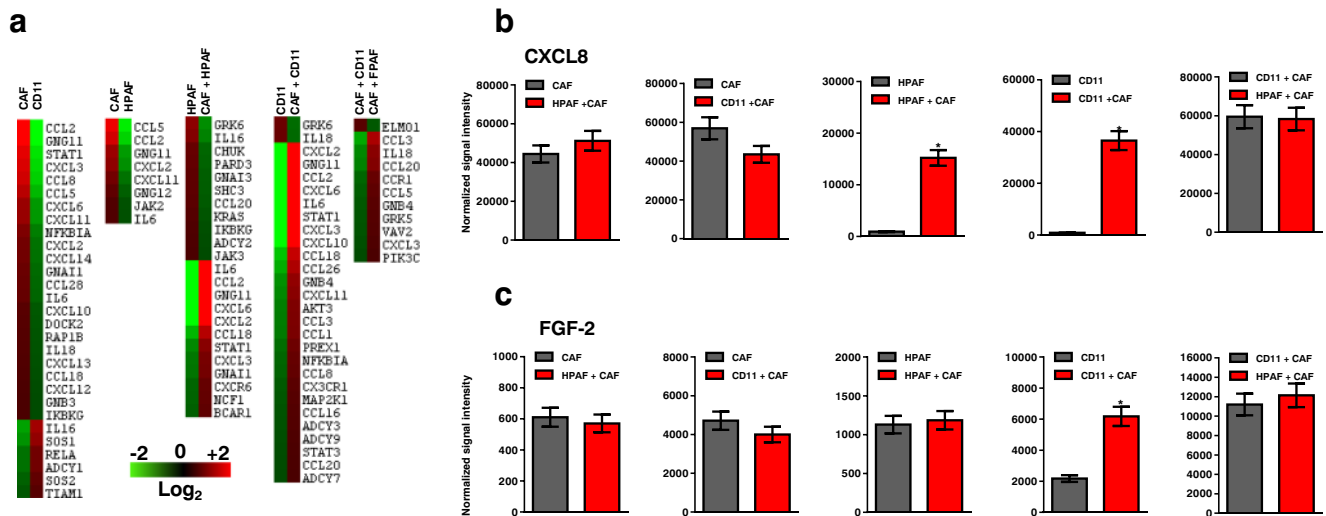 a
CAF
CD11
CCL2
GNG11
STAT1
CXCL3
CCL8
CCL5
CXCL6
CXCL11
NFKBIA
CXCL2
CXCL14
GNAI1
CCL28
IL6
CXCL10
DOCK2
RAP1B
IL18
CXCL13
CCL18
CXCL12
GNB3
IKBKG
IL16
SOS1
RELA
ADCY1
SOS2
TIAM1
CAF
HPAF
CCL5
CCL2
GNG11
CXCL2
CXCL11
GNG12
JAK2
IL6
HPAF
CAF + HPAF
GRK6
IL16
CHUK
PARD3
GNAI3
SHC3
CCL20
KRAS
IKBKG
ADCY2
JAK3
IL6
CCL2
GNG11
CXCL6
CXCL2
CCL18
STAT1
CXCL3
GNAI1
CXCR6
NCF1
BCAR1
CD11
CAF + CD11
GRK6
IL18
CXCL2
GNG11
CCL2
CXCL6
IL6
STAT1
CXCL3
CXCL10
CCL18
CCL26
GNB4
CXCL11
AKT3
CCL3
CCL1
PREX1
NFKBIA
CCL8
CX3CR1
MAP2K1
CCL16
ADCY3
ADCY9
STAT3
CCL20
ADCY7
CAF + CD11
CAF + FPAF
ELMO1
CCL3
IL18
CCL20
CCR1
CCL5
GNB4
GRK5
VAV2
CXCL3
PIK3C
-2 0 +2
Log2
b
CXCL8
Normalized signal intensity
CAF
HPAF +CAF
80000
60000
40000
20000
0
CAF
CD11 +CAF
80000
60000
40000
20000
0
HPAF
HPAF + CAF
30000
20000
10000
0
*
CD11
CD11 +CAF
60000
40000
20000
0
*
CD11 + CAF
HPAF + CAF
80000
60000
40000
20000
0
c
FGF-2
Normalized signal intensity
CAF
HPAF + CAF
1000
800
600
400
200
0
CAF
CD11 + CAF
8000
6000
4000
2000
0
HPAF
HPAF + CAF
2000
1500
1000
500
0
CD11
CD11 + CAF
10000
8000
6000
4000
2000
0
*
CD11 + CAF
HPAF + CAF
16000
14000
12000
10000
8000
6000
4000
2000
0